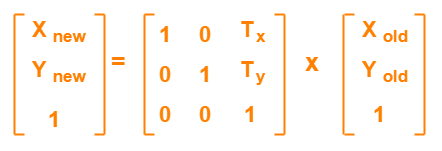 X new = 1 0 Tx x X old
Y new 0 1 Ty Y old
1 0 0 1 1